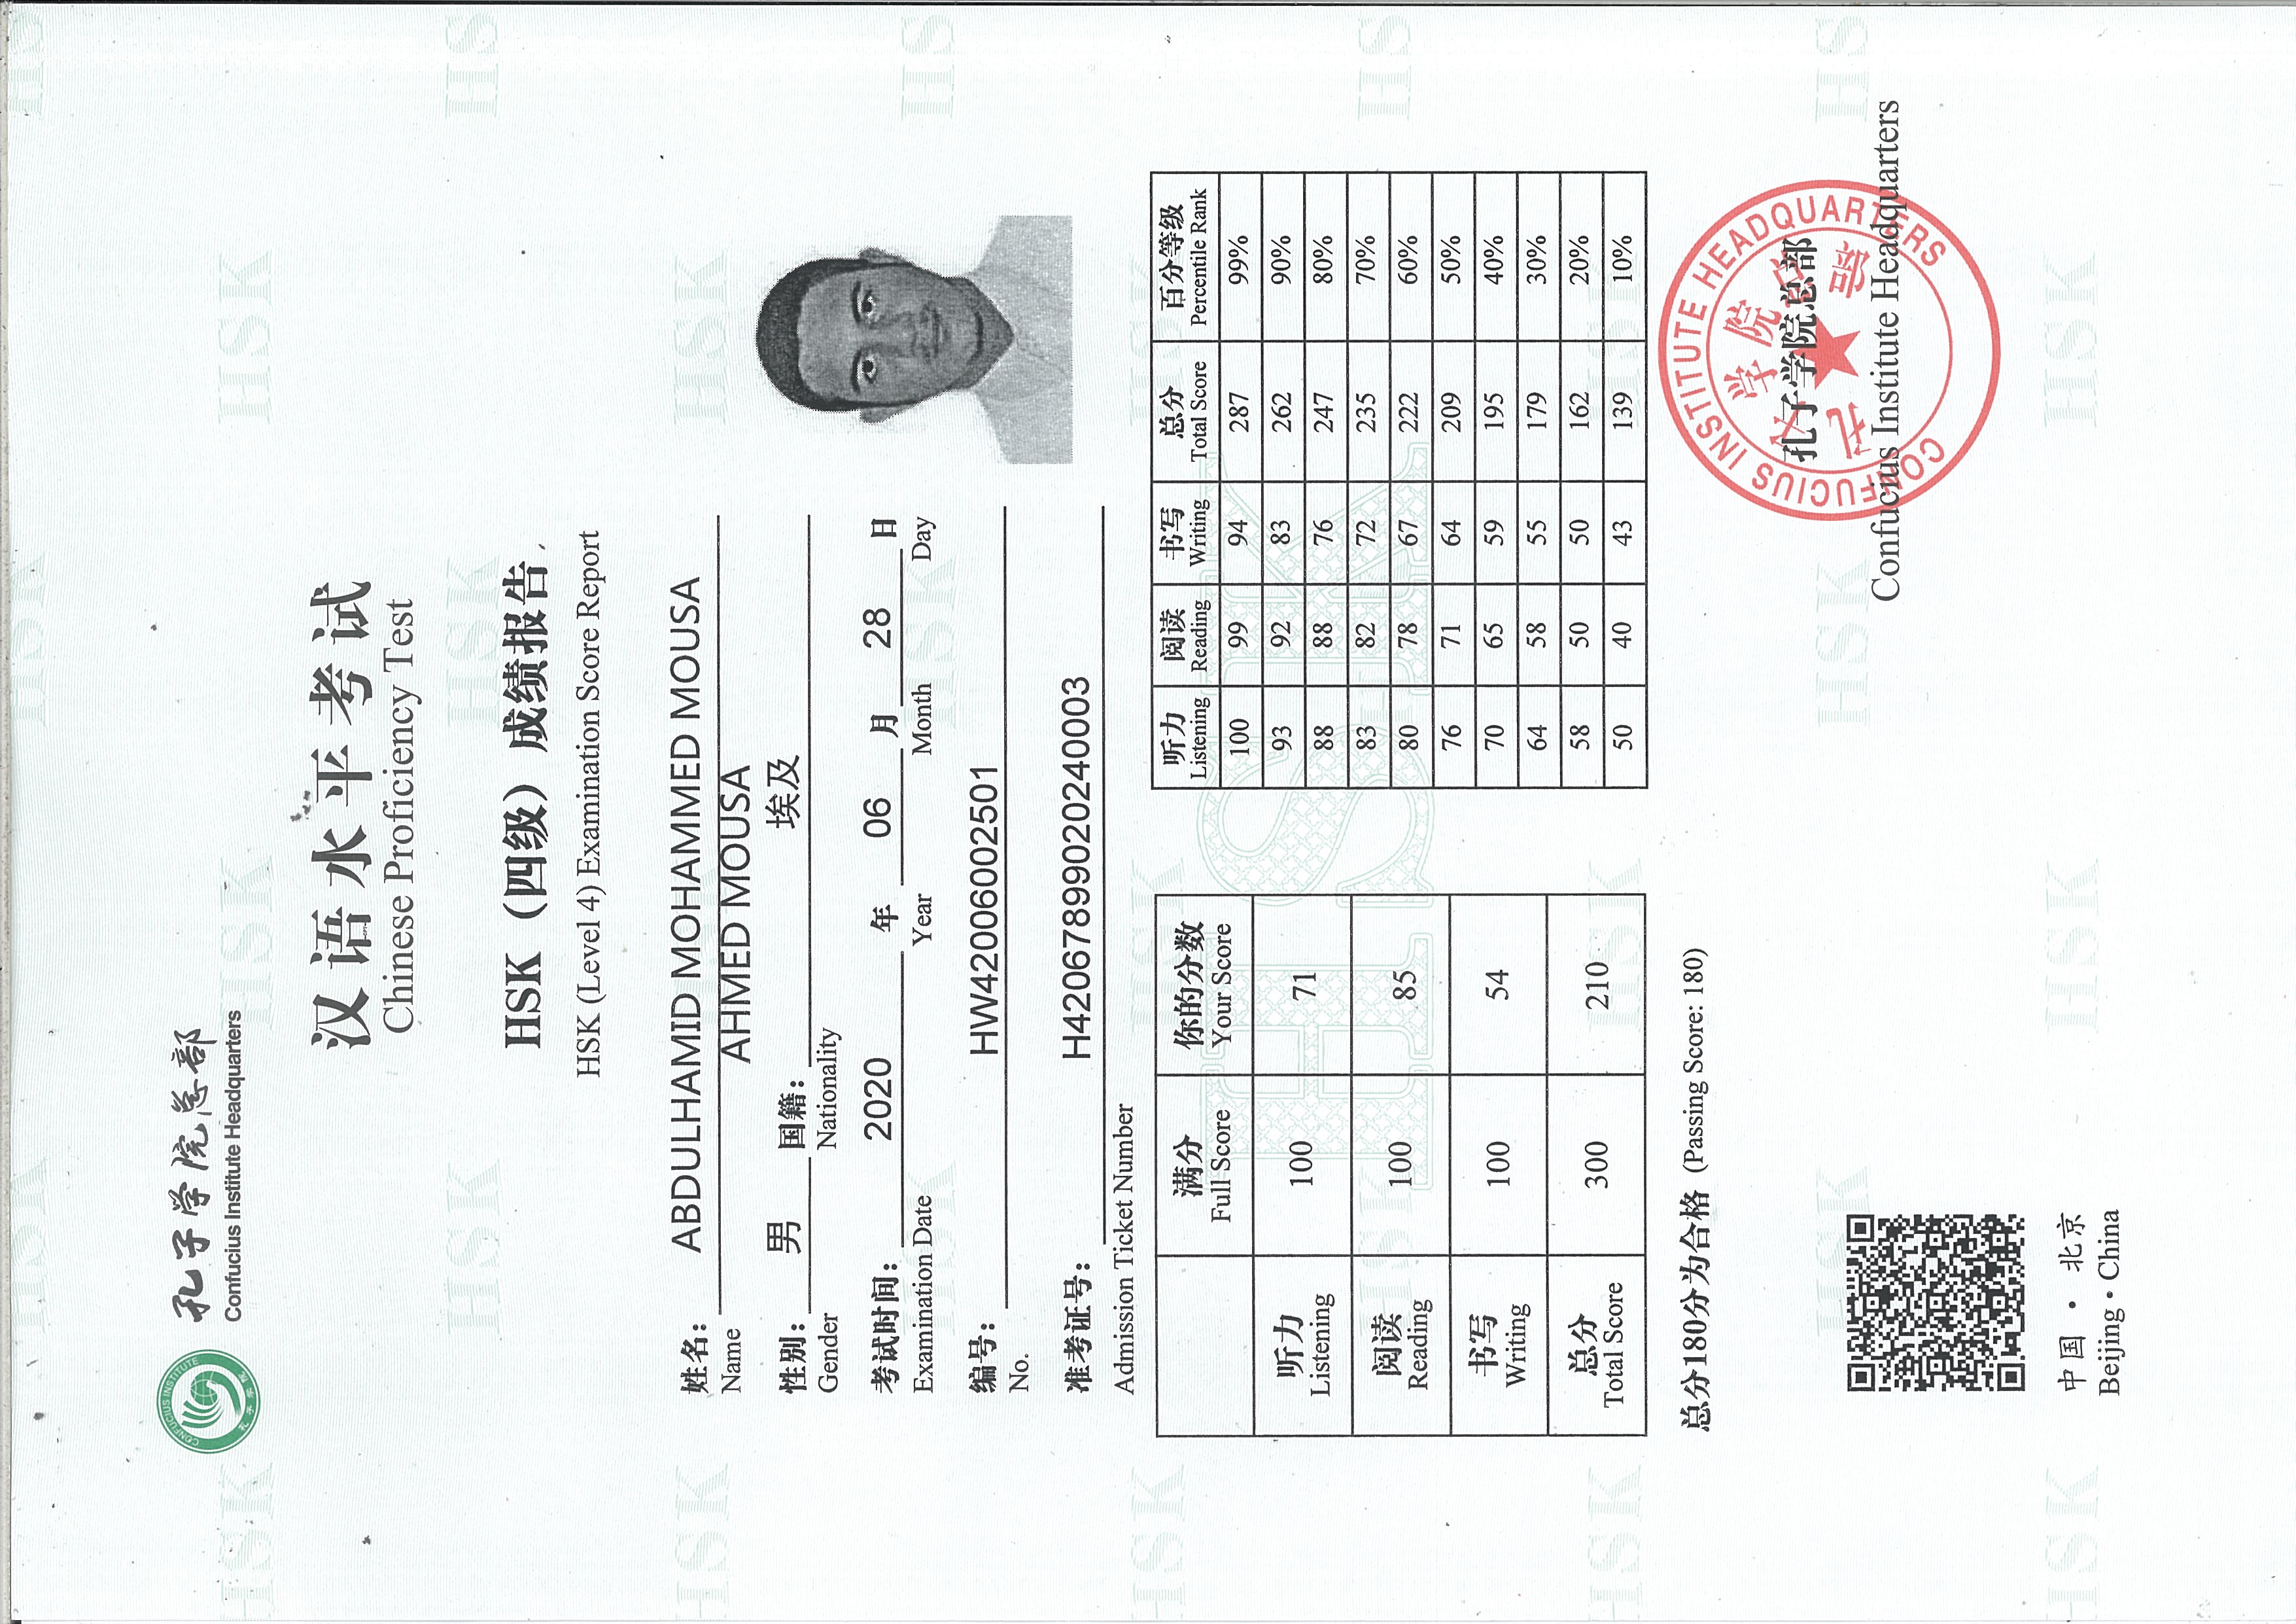 孔子学院总部
Confucius Institute Headquarters
汉语水平考试
Chinese Proficiency Test
HSK（四级）成绩报告
HSK (Level 4) Examination Score Report
姓名： ABDULHAMID MOHAMMED MOUSA
Name AHMED MOUSA
性别： 男 国籍： 埃及
Gender Nationality
考试时间： 2020 年 06 月 28 日
Examination Date Year Month Day
编号： HW42006002501
No.
准考证号： H42067899020240003
Admission Ticket Number
满分 你的分数
Full Score Your Score
听力 100 71
Listening
阅读 100 85
Reading
书写 100 54
Writing
总分 300 210
Total Score
听力 阅读 书写 总分 百分等级
Listening Reading Writing Total Score Percentile Rank
100 99 94 287 99%
93 92 83 262 90%
88 88 76 247 80%
83 82 72 235 70%
80 78 67 222 60%
76 71 64 209 50%
70 65 59 195 40%
64 58 55 179 30%
58 50 50 162 20%
50 40 43 139 10%
总分180分为合格 (Passing Score: 180)
CONFUCIUS INSTITUTE HEADQUARTERS
孔子学院总部
孔子学院总部
Confucius Institute Headquarters
中国 · 北京
Beijing · China
HSK